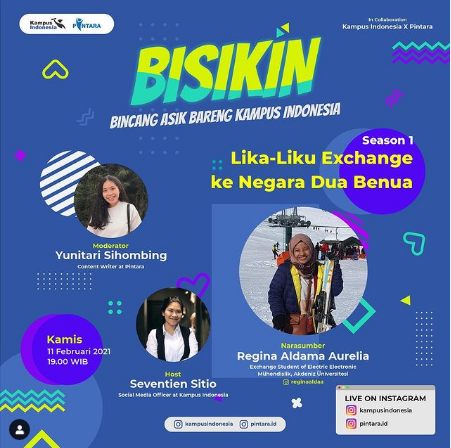 Kampus
Indonesia
PINTARA
In Collaboration
Kampus Indonesia X Pintara
BISIKIN
BINCANG ASIK BARENG KAMPUS INDONESIA
Season 1
Lika-Liku Exchange
ke Negara Dua Benua
Moderator
Yunitari Sihombing
Content Writer at Pintara
Kamis
11 Februari 2021
19.00 WIB
Host
Seventien Sitio
Social Media Officer at Kampus Indonesia
Narasumber
Regina Aldama Aurelia
Exchange Student of Electric Electronic
Mühendislik, Akdeniz Üniversitesi
reginaaldaa
LIVE ON INSTAGRAM
kampusindonesia
pintara.id
kampusindonesia
pintara.id